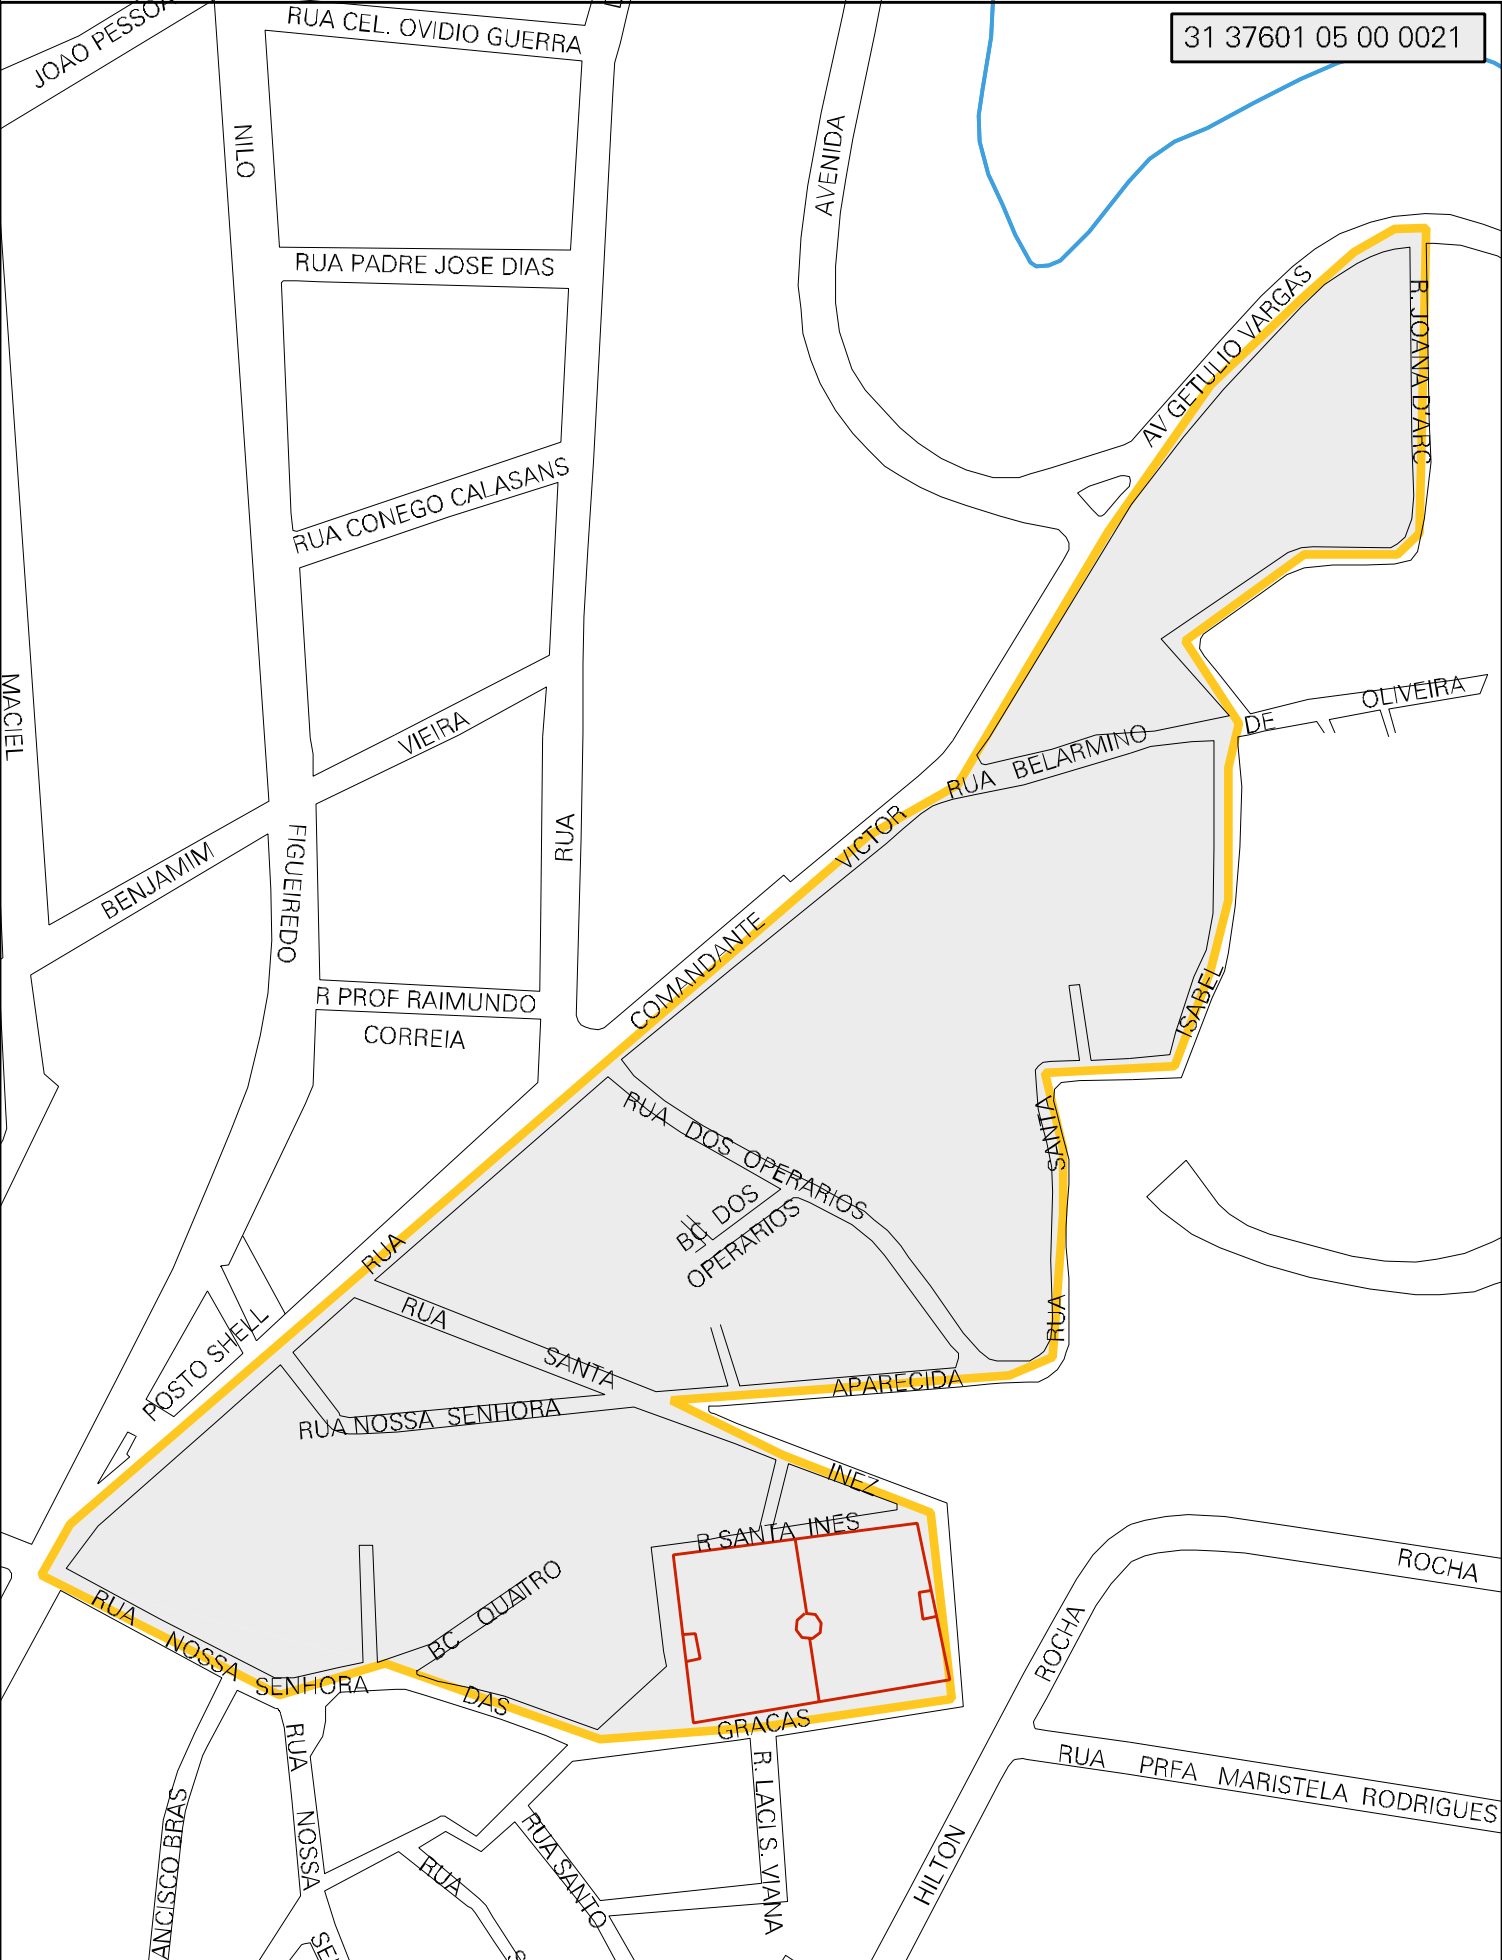 JOAO PESSOA
RUA CEL. OVIDIO GUERRA
31 37601 05 00 0021
NILO
AVENIDA
RUA PADRE JOSE DIAS
AV GETULIO VARGAS
R. JOANA D'ARC
RUA CONEGO CALASANS
MACIEL
VIEIRA
OLIVEIRA
DE
RUA BELARMINO
BENJAMIM
FIGUEIREDO
RUA
VICTOR
COMANDANTE
R PROF RAIMUNDO
CORREIA
ISABEL
SANTA
RUA DOS OPERARIOS
BC DOS
OPERARIOS
RUA
RUA
POSTO SHELL
RUA
SANTA
APARECIDA
RUA NOSSA SENHORA
INEZ
R SANTA INES
ROCHA
BC QUATRO
RUA
NOSSA
SENHORA
DAS
GRACAS
ROCHA
RUA
NOSSA
R. LACI S. VIANA
RUA PRFA MARISTELA RODRIGUES
ANCISCO BRAS
RUA SANTO
RUA
HILTON
SE